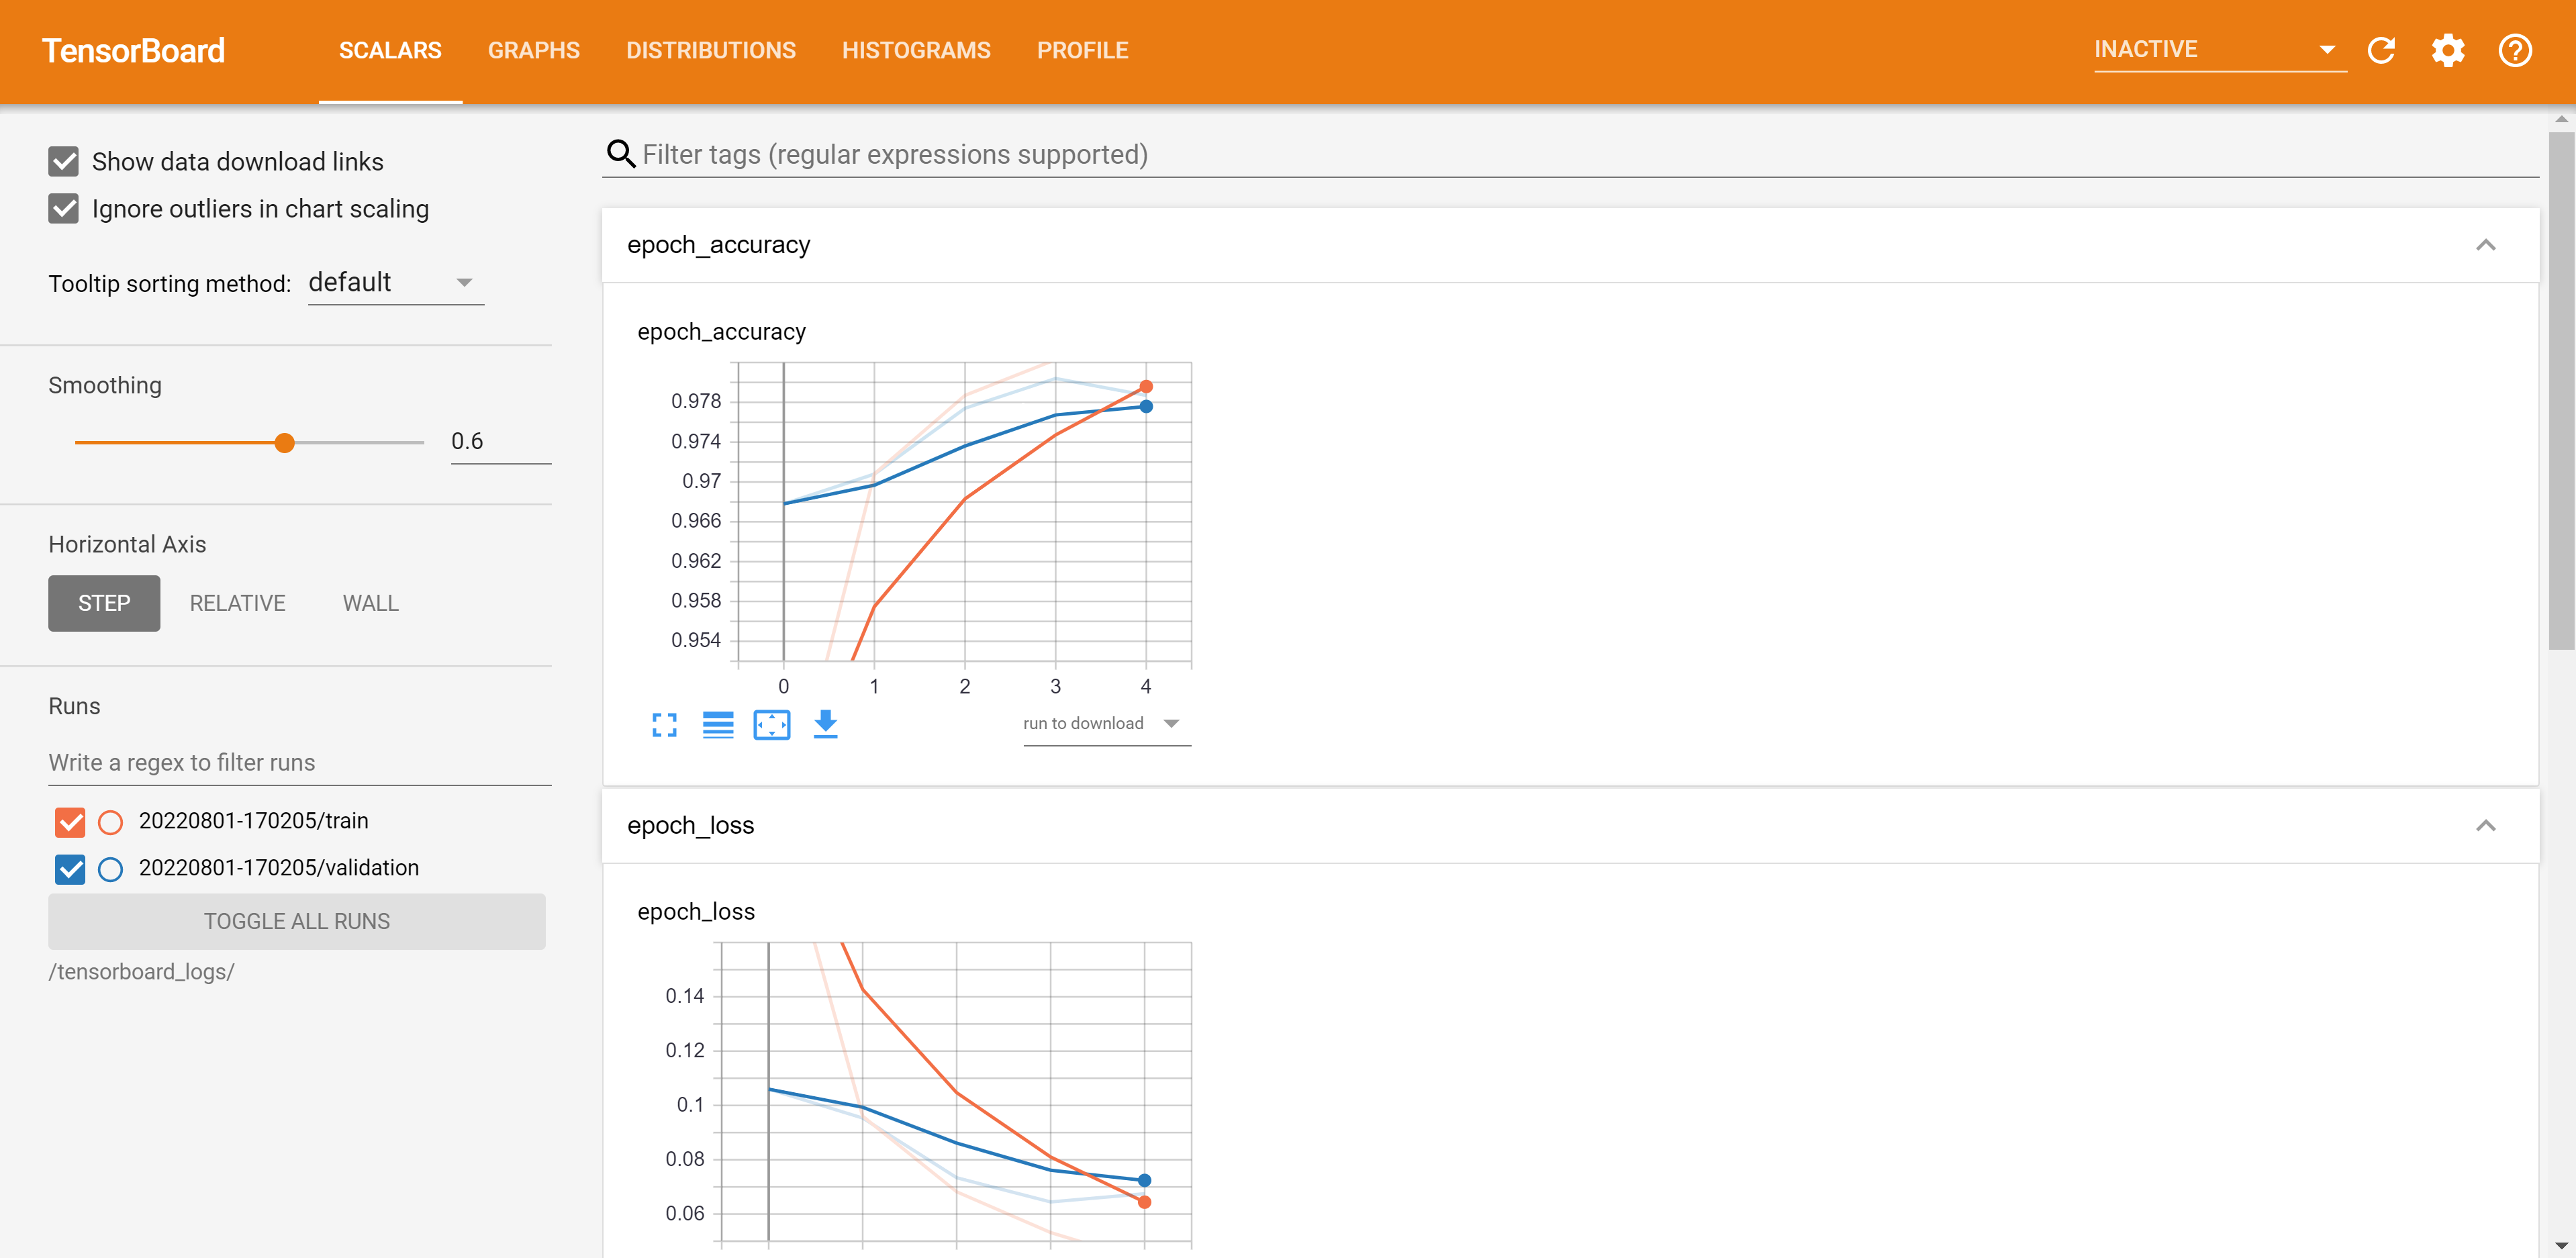 TensorBoard SCALARS GRAPHS DISTRIBUTIONS HISTOGRAMS PROFILE INACTIVE
Show data download links
Ignore outliers in chart scaling
Tooltip sorting method: default
Smoothing
0.6
Horizontal Axis
STEP RELATIVE WALL
Runs
Write a regex to filter runs
20220801-170205/train
20220801-170205/validation
TOGGLE ALL RUNS
/tensorboard_logs/
Filter tags (regular expressions supported)
epoch_accuracy
epoch_accuracy
0.978
0.974
0.97
0.966
0.962
0.958
0.954
0 1 2 3 4
run to download
epoch_loss
epoch_loss
0.14
0.12
0.1
0.08
0.06